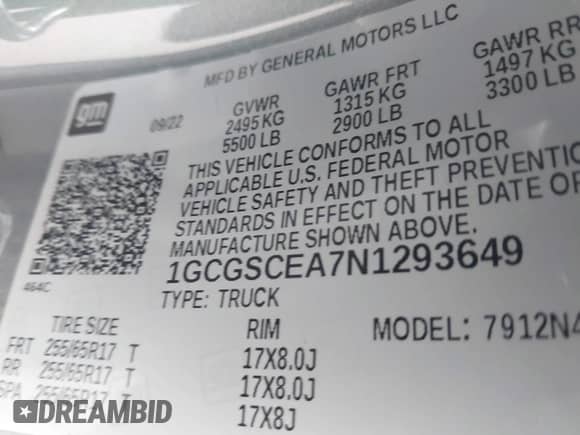 MFD BY GENERAL MOTORS LLC
gm
09/22
GVWR
2495 KG
5500 LB
GAWR FRT
1315 KG
2900 LB
GAWR RR
1497 KG
3300 LB
THIS VEHICLE CONFORMS TO ALL
APPLICABLE U.S. FEDERAL MOTOR
VEHICLE SAFETY AND THEFT PREVENTIO
STANDARDS IN EFFECT ON THE DATE OF
MANUFACTURE SHOWN ABOVE.
464C
1GCGSCEA7N1293649
TYPE: TRUCK
TIRE SIZE RIM MODEL: 7912N4
FRT 255/65R17 T 17X8.0J
RR 255/65R17 T 17X8.0J
SPA 255/65R17 T 17X8J
DREAMBID